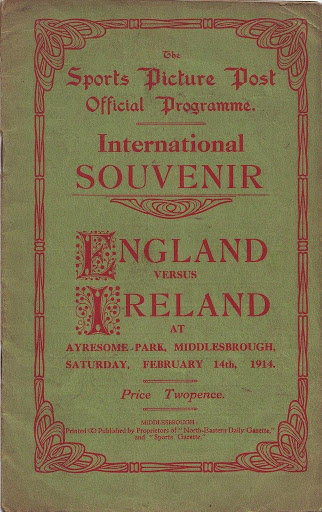 The
Sports Picture Post
Official Programme.
International
SOUVENIR
ENGLAND
VERSUS
IRELAND
AT
AYRESOME PARK, MIDDLESBROUGH,
SATURDAY, FEBRUARY 14th, 1914.
Price Twopence.
MIDDLESBROUGH
Printed & Published by Proprietors of "North-Eastern Daily Gazette,"
and "Sports Gazette."